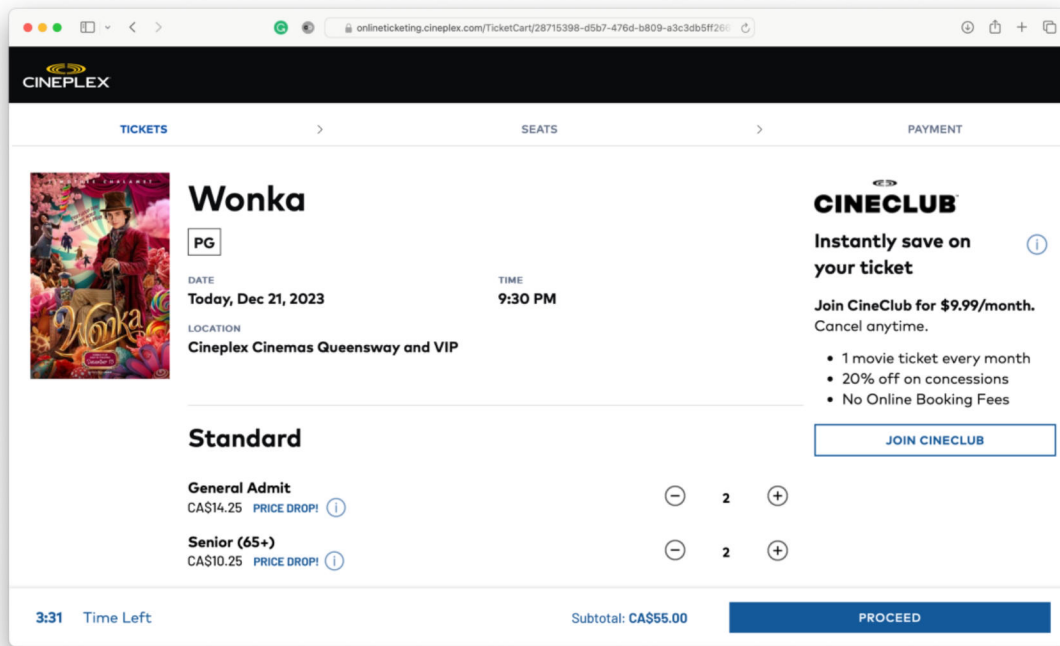 onlineticketing.cineplex.com/TicketCart/28715398-d5b7-476d-b809-a3c3db5ff266
CINEPLEX
TICKETS > SEATS > PAYMENT
Wonka
PG
DATE
Today, Dec 21, 2023
TIME
9:30 PM
LOCATION
Cineplex Cinemas Queensway and VIP
Wonka
Standard
General Admit
CA$14.25 PRICE DROP!
2
Senior (65+)
CA$10.25 PRICE DROP!
2
CINECLUB
Instantly save on
your ticket
Join CineClub for $9.99/month.
Cancel anytime.
• 1 movie ticket every month
• 20% off on concessions
• No Online Booking Fees
JOIN CINECLUB
3:31 Time Left
Subtotal: CA$55.00
PROCEED